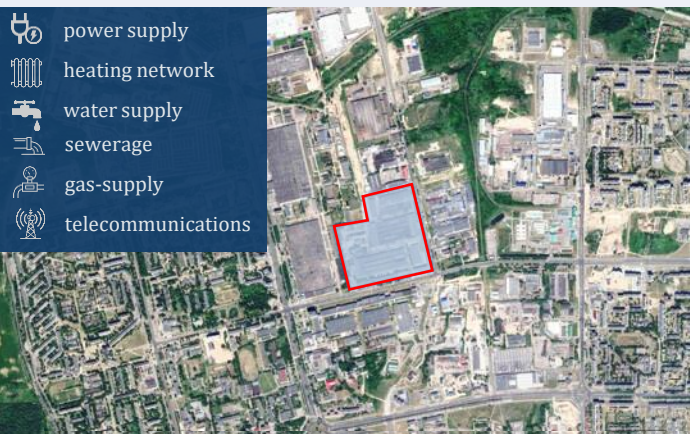 power supply
heating network
water supply
sewerage
gas-supply
telecommunications